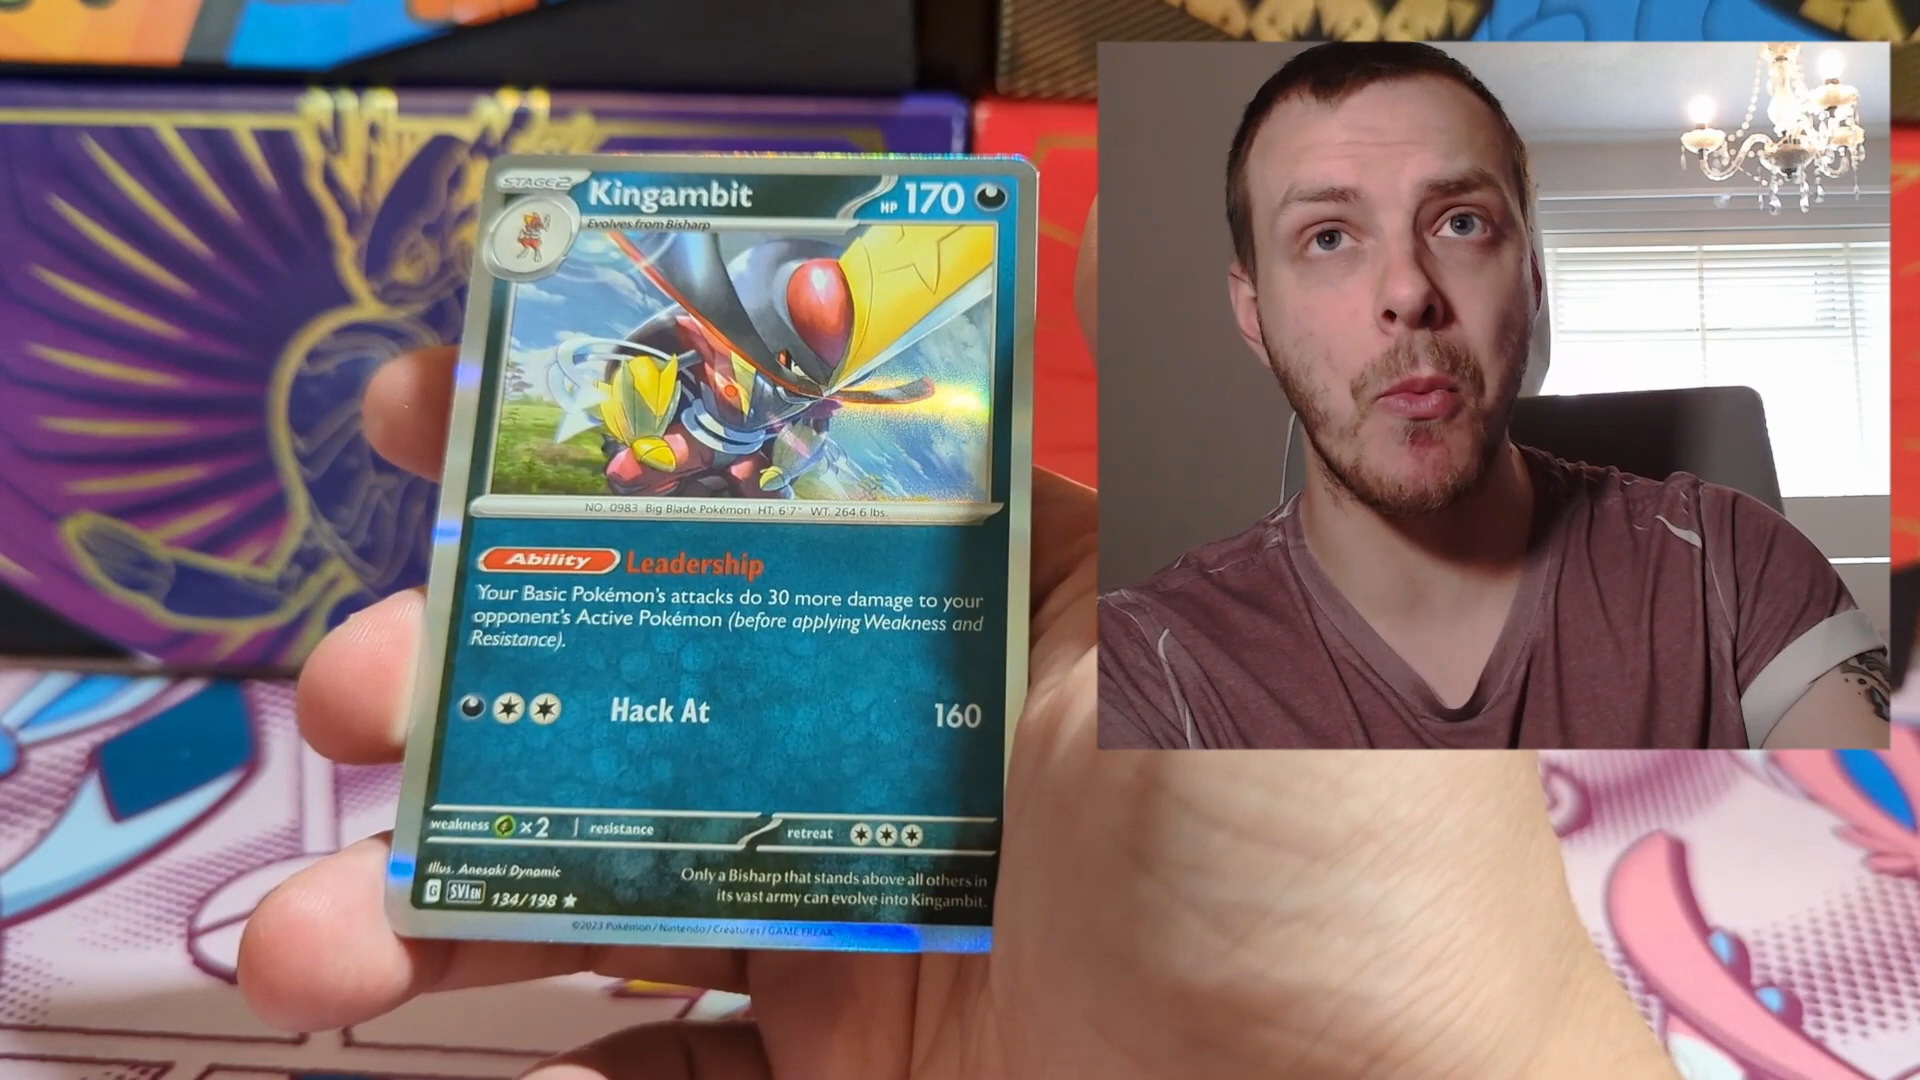 STAGE2
Kingambit
HP 170
Evolves from Bisharp
NO. 0983 Big Blade Pokémon HT: 6'7" WT: 264.6 lbs.
Ability Leadership
Your Basic Pokémon's attacks do 30 more damage to your
opponent's Active Pokémon (before applying Weakness and
Resistance).
Hack At 160
weakness ×2 resistance retreat
Illus. Anesaki Dynamic
Only a Bisharp that stands above all others in
its vast army can evolve into Kingambit.
G SVI EN 134/198
©2023 Pokémon / Nintendo / Creatures / GAME FREAK